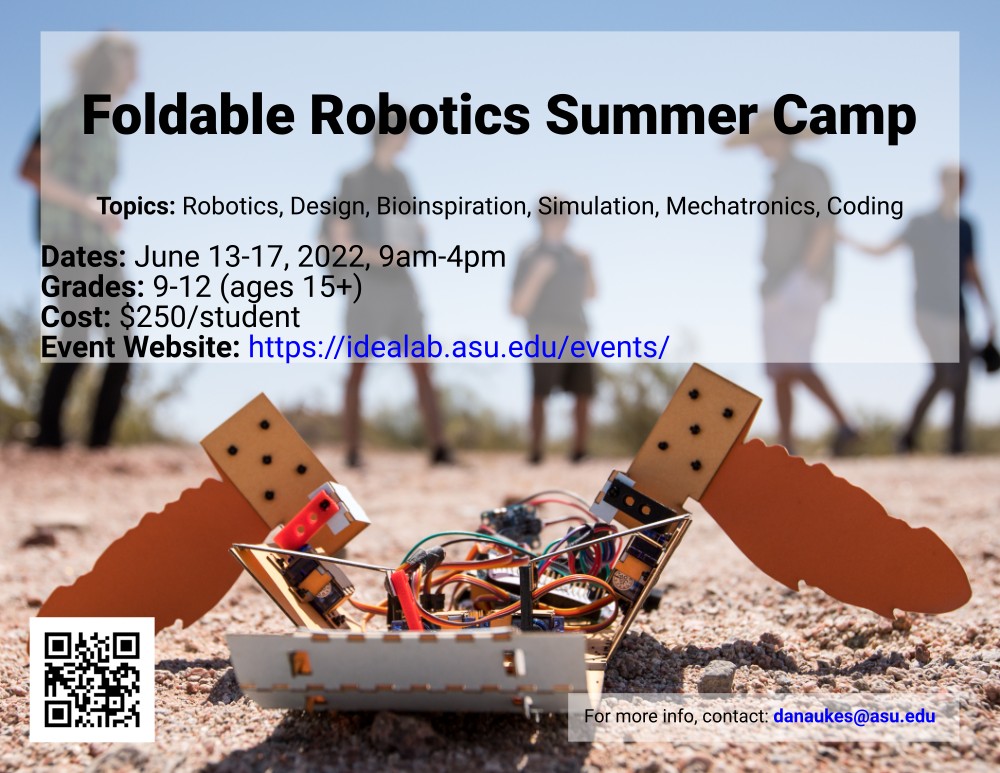 Foldable Robotics Summer Camp
Topics: Robotics, Design, Bioinspiration, Simulation, Mechatronics, Coding
Dates: June 13-17, 2022, 9am-4pm
Grades: 9-12 (ages 15+)
Cost: $250/student
Event Website: https://idealab.asu.edu/events/
For more info, contact: danaukes@asu.edu